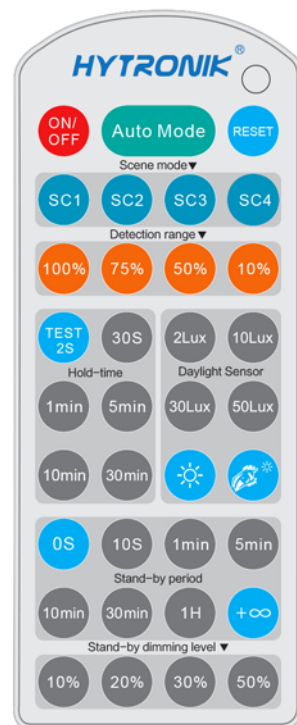 HYTRONIK®
ON/OFF Auto Mode RESET
Scene mode▼
SC1 SC2 SC3 SC4
Detection range▼
100% 75% 50% 10%
TEST 2S 30S 2Lux 10Lux
Hold-time Daylight Sensor
1min 5min 30Lux 50Lux
10min 30min
0S 10S 1min 5min
Stand-by period
10min 30min 1H +∞
Stand-by dimming level ▼
10% 20% 30% 50%